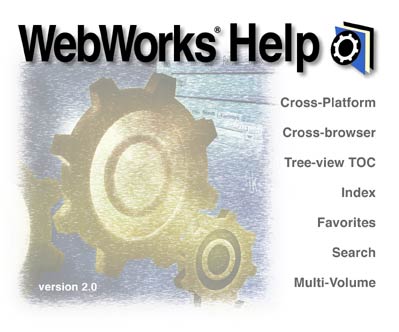 WebWorks® Help
Cross-Platform
Cross-browser
Tree-view TOC
Index
Favorites
Search
Multi-Volume
version 2.0